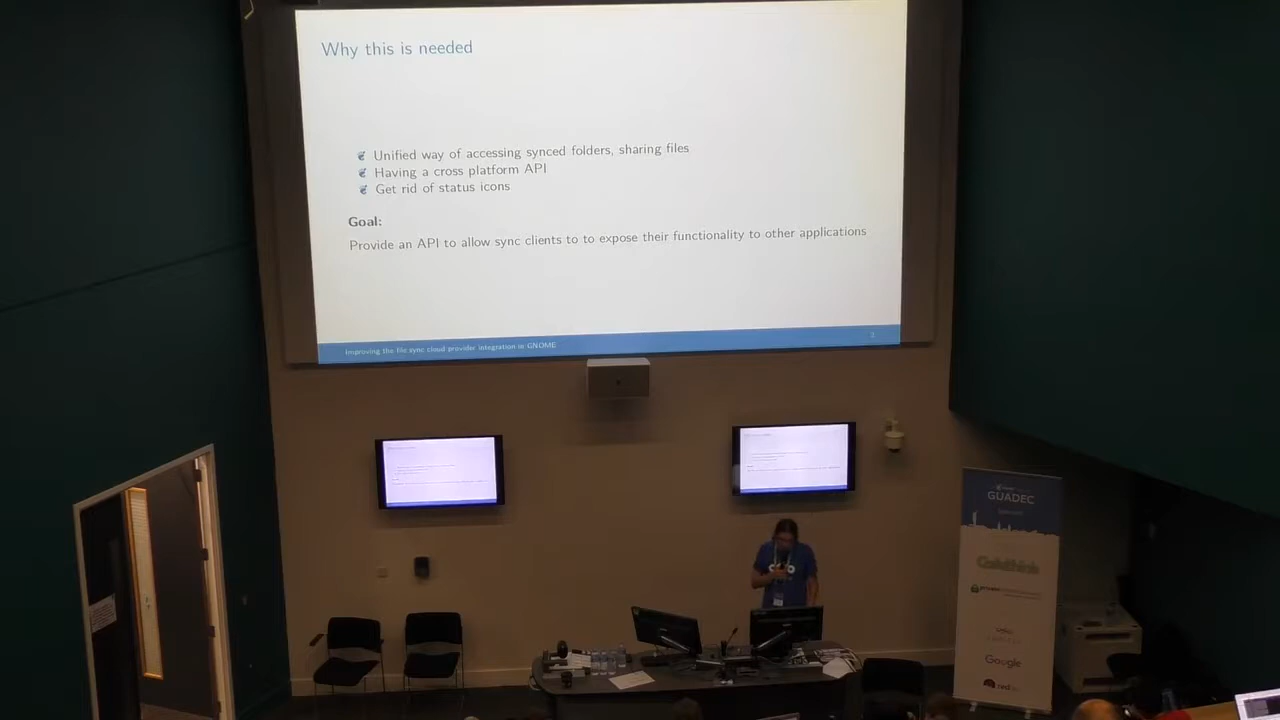 Why this is needed
Unified way of accessing synced folders, sharing files
Having a cross platform API
Get rid of status icons
Goal:
Provide an API to allow sync clients to to expose their functionality to other applications
Improving the file sync cloud provider integration in GNOME
GUADEC
Codethink
Google